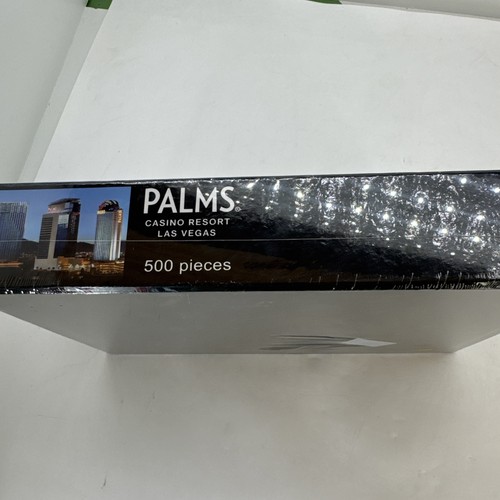 PALMS
CASINO RESORT
LAS VEGAS
500 pieces